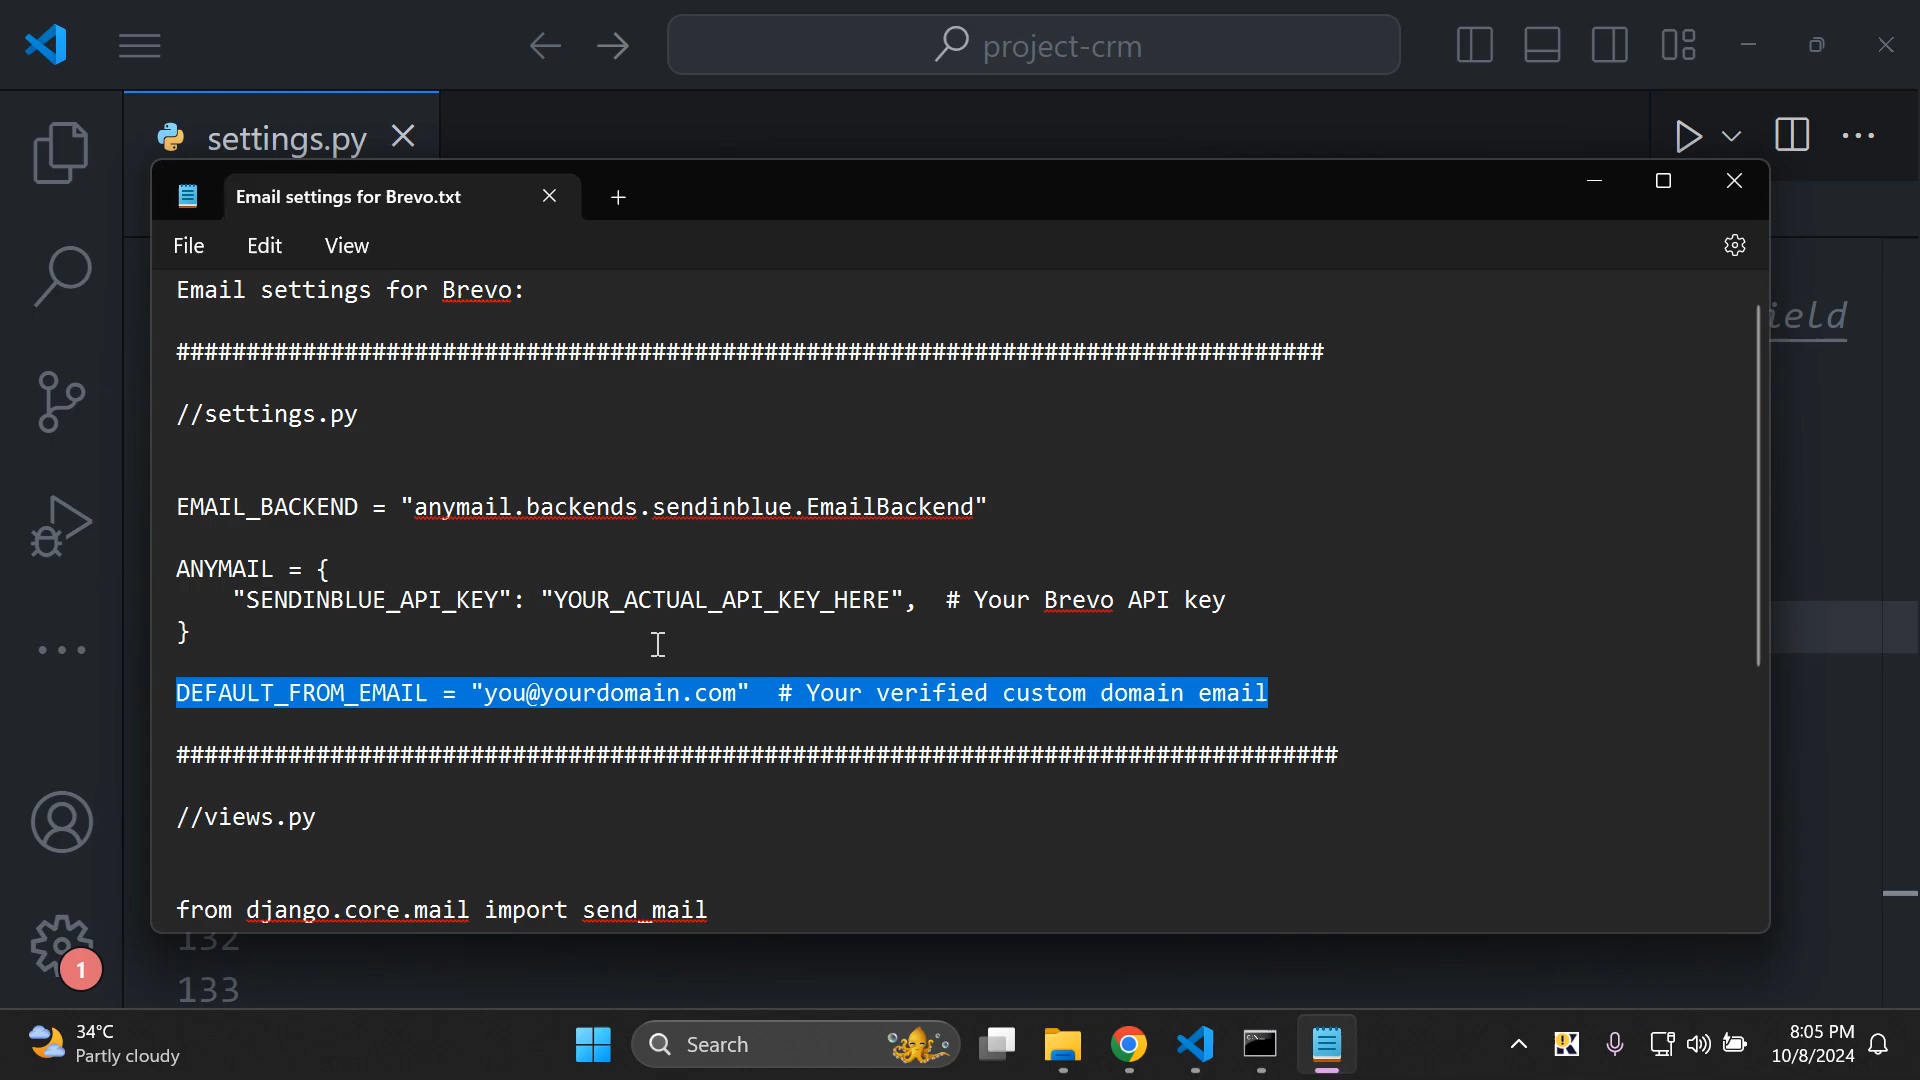 project-crm
settings.py
Email settings for Brevo.txt
File Edit View
Email settings for Brevo:
##################################################################################
//settings.py
ield
EMAIL_BACKEND = "anymail.backends.sendinblue.EmailBackend"
ANYMAIL = {
"SENDINBLUE_API_KEY": "YOUR_ACTUAL_API_KEY_HERE", # Your Brevo API key
}
DEFAULT_FROM_EMAIL = "you@yourdomain.com" # Your verified custom domain email
###################################################################################
//views.py
from django.core.mail import send_mail
132
133
1
34°C
Partly cloudy
Search
8:05 PM
10/8/2024